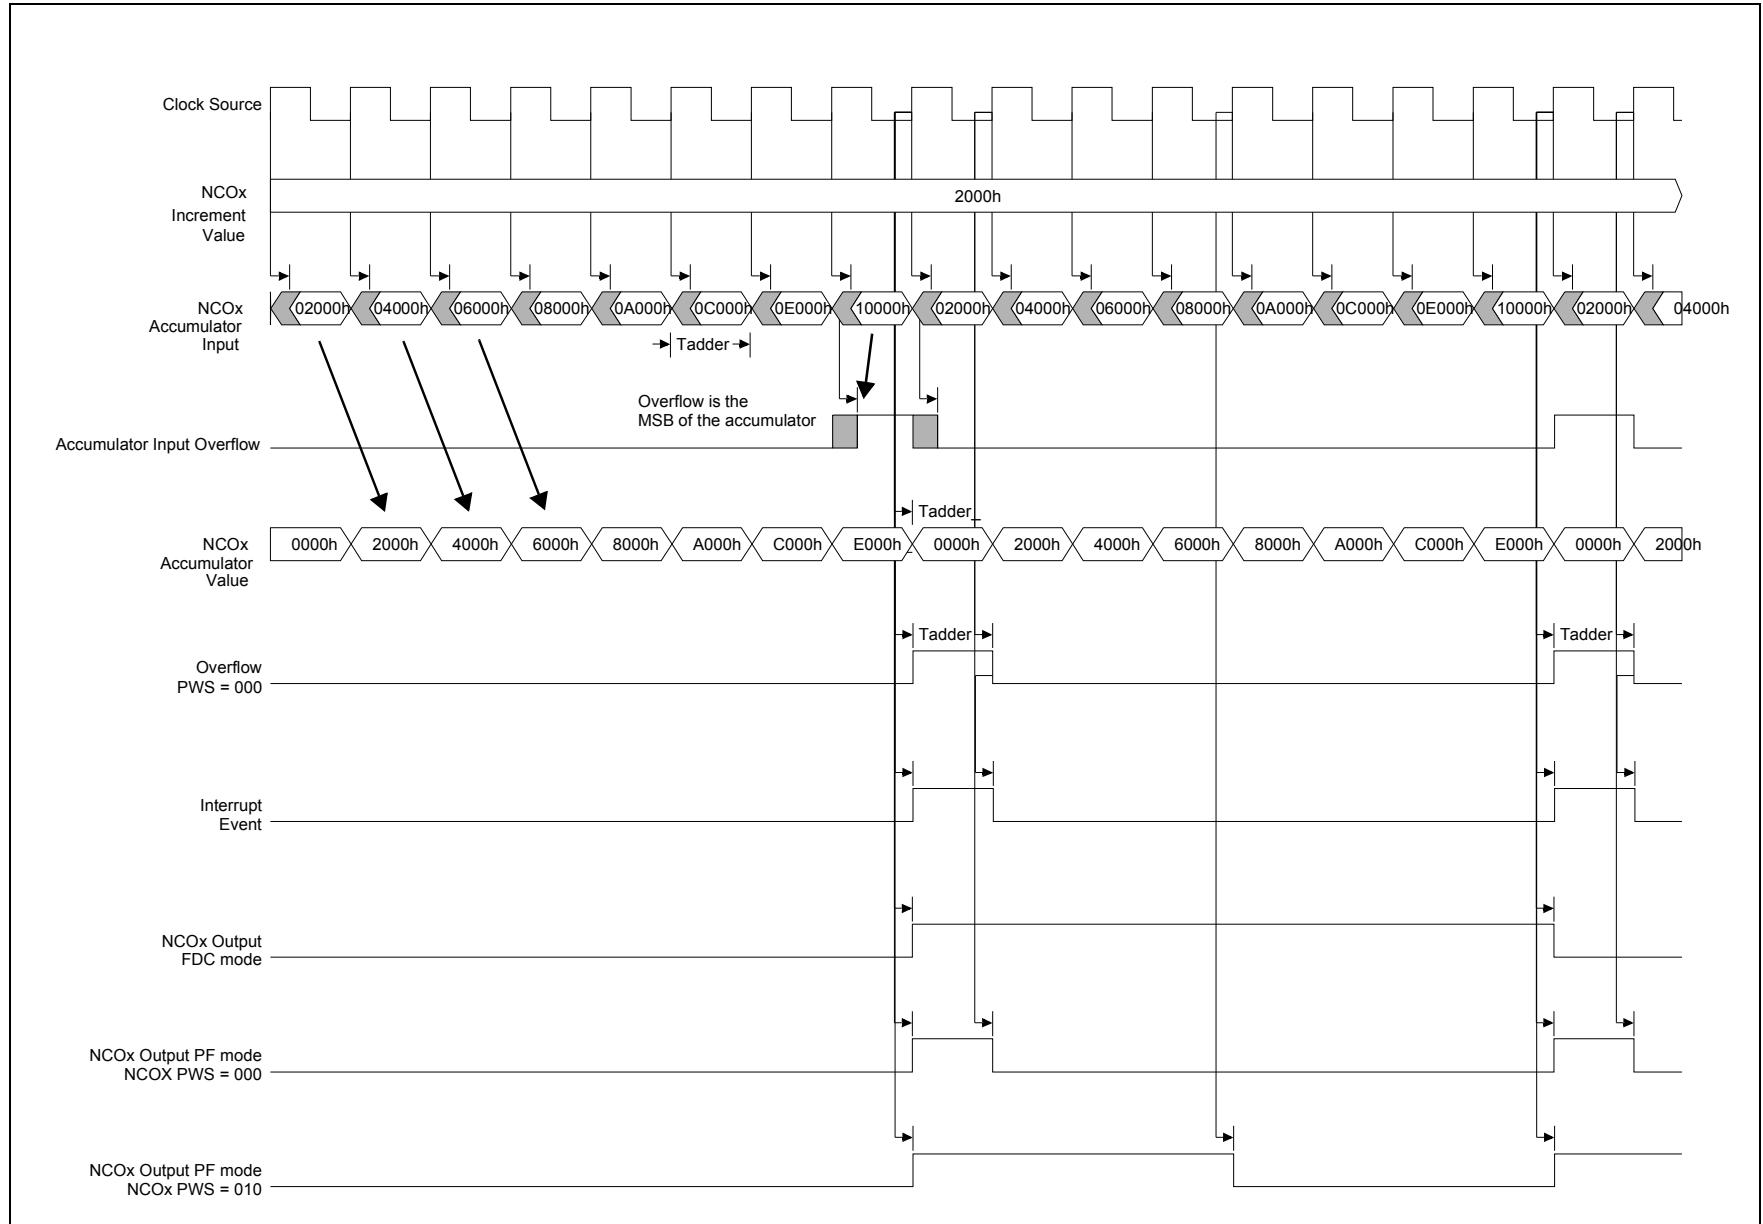 Clock Source
NCOx
Increment
Value
2000h
NCOx
Accumulator
Input
02000h 04000h 06000h 08000h 0A000h 0C000h 0E000h 10000h 02000h 04000h 06000h 08000h 0A000h 0C000h 0E000h 10000h 02000h 04000h
Tadder
Overflow is the
MSB of the accumulator
Accumulator Input Overflow
Tadder_
NCOx
Accumulator
Value
0000h 2000h 4000h 6000h 8000h A000h C000h E000h 0000h 2000h 4000h 6000h 8000h A000h C000h E000h 0000h 2000h
Tadder Tadder
Overflow
PWS = 000
Interrupt
Event
NCOx Output
FDC mode
NCOx Output PF mode
NCOX PWS = 000
NCOx Output PF mode
NCOx PWS = 010